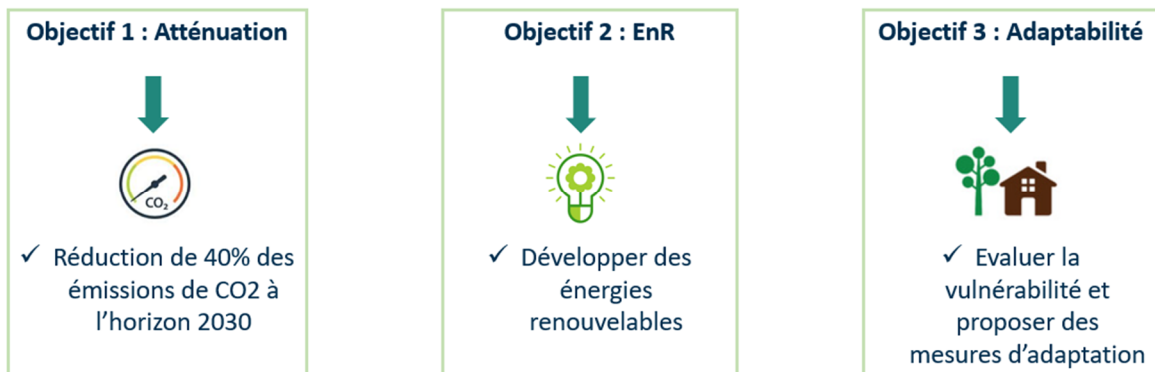 Objectif 1 : Atténuation
CO₂
✓ Réduction de 40% des
émissions de CO2 à
l’horizon 2030
Objectif 2 : EnR
✓ Développer des
énergies
renouvelables
Objectif 3 : Adaptabilité
✓ Evaluer la
vulnérabilité et
proposer des
mesures d’adaptation